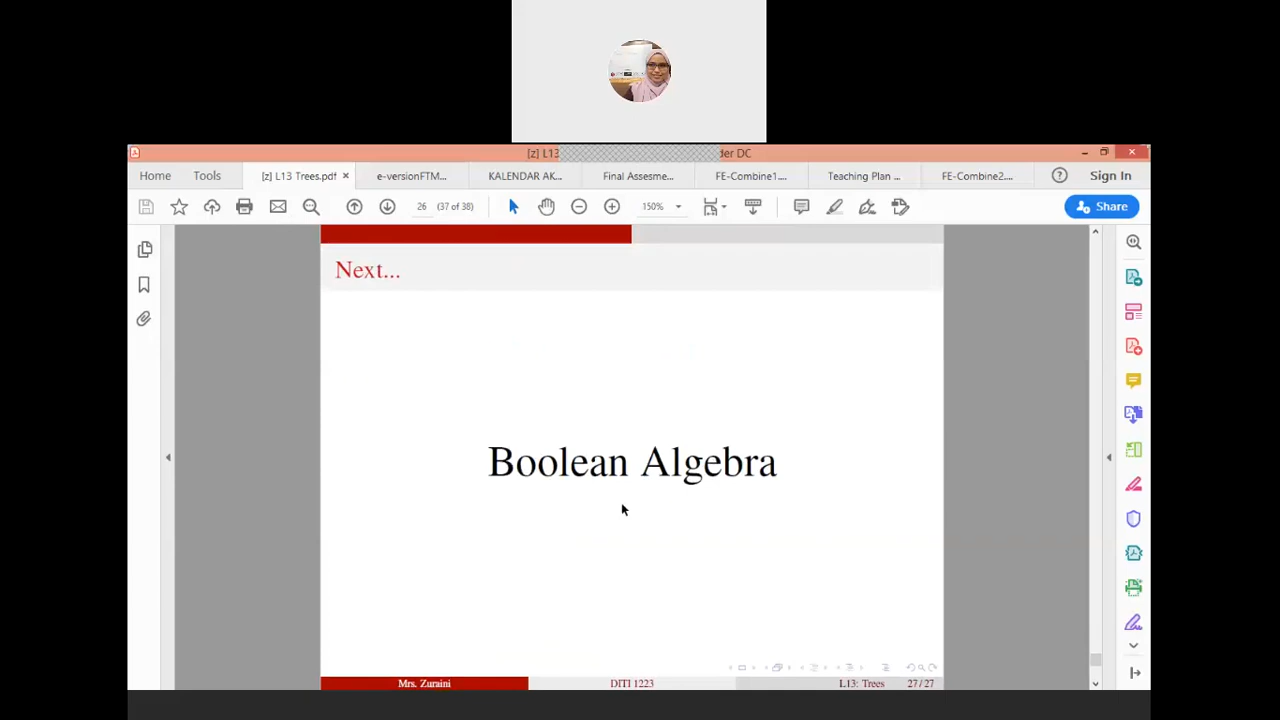 [z] L13
der DC
Home
Tools
[z] L13 Trees.pdf
e-versionFTM...
KALENDAR AK...
Final Assesme...
FE-Combine1....
Teaching Plan ...
FE-Combine2....
Sign In
26
(37 of 38)
150%
Share
Next...
Boolean Algebra
Mrs. Zuraini
DITI 1223
L13: Trees
27/27